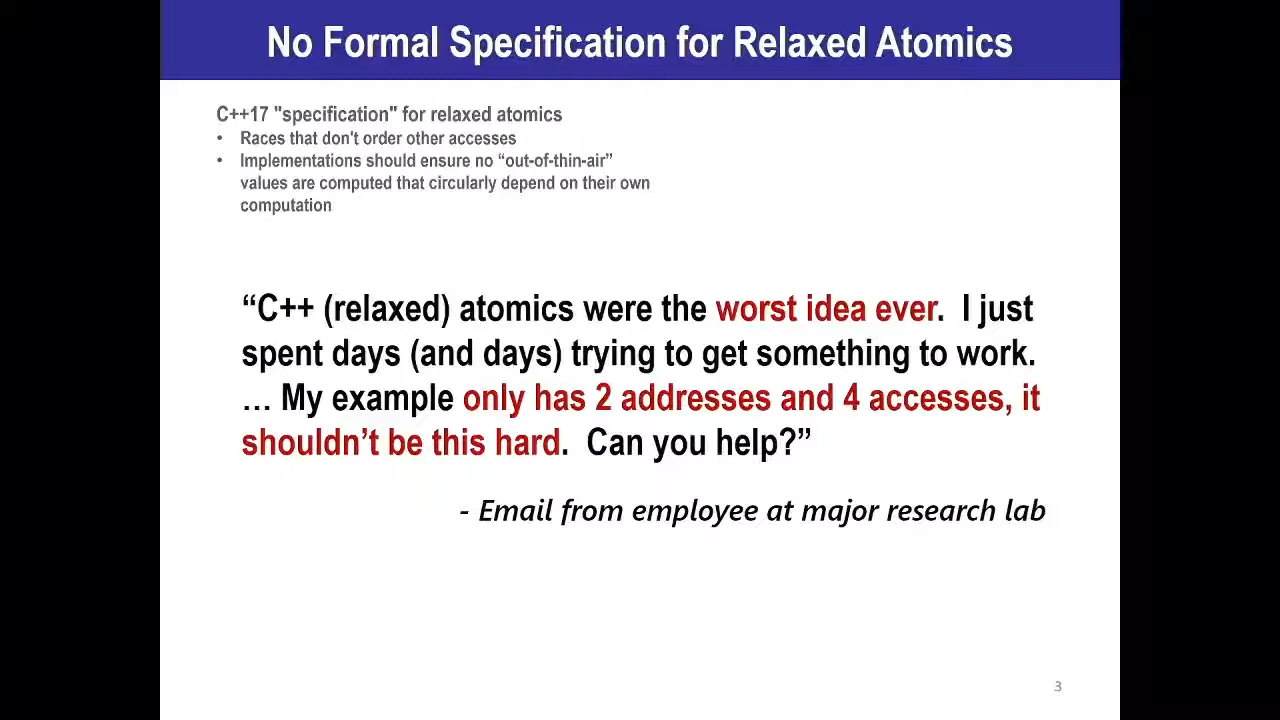 No Formal Specification for Relaxed Atomics
C++17 "specification" for relaxed atomics
• Races that don't order other accesses
• Implementations should ensure no “out-of-thin-air”
values are computed that circularly depend on their own
computation
“C++ (relaxed) atomics were the worst idea ever. I just
spent days (and days) trying to get something to work.
… My example only has 2 addresses and 4 accesses, it
shouldn’t be this hard. Can you help?”
- Email from employee at major research lab
3